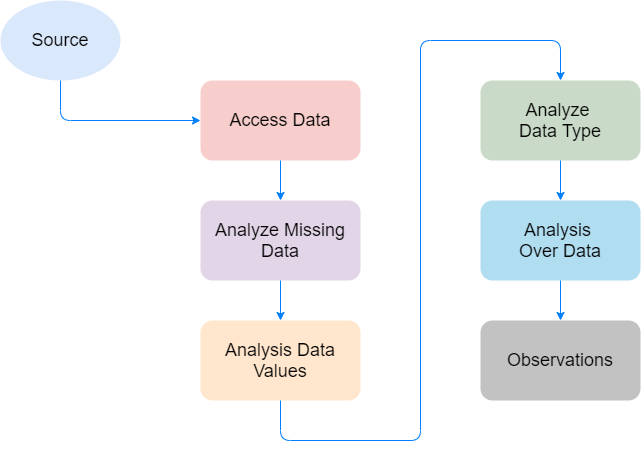 Source
Access Data
Analyze Missing
Data
Analysis Data
Values
Analyze
Data Type
Analysis
Over Data
Observations